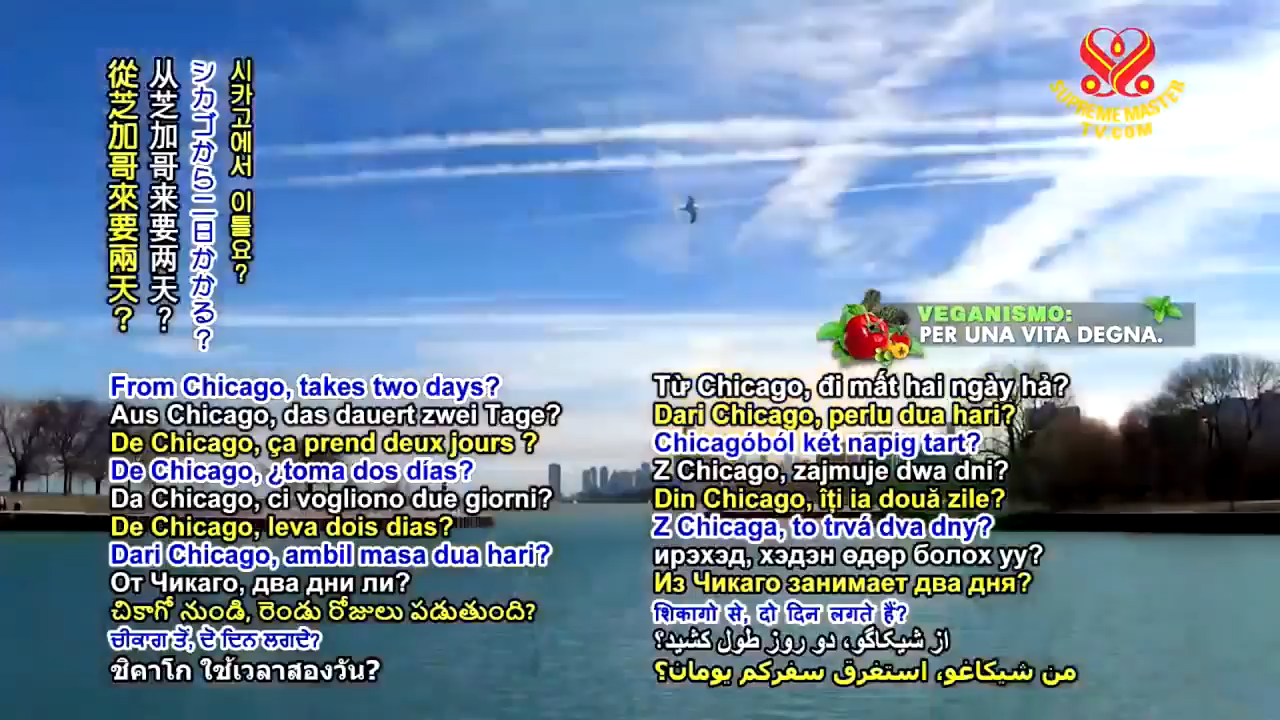 從芝加哥來要兩天？
从芝加哥来要两天？
シカゴから二日かかる？
시카고에서 이틀요?
SUPREME MASTER
TV.COM
VEGANISMO:
PER UNA VITA DEGNA.
From Chicago, takes two days?
Aus Chicago, das dauert zwei Tage?
De Chicago, ça prend deux jours ?
De Chicago, ¿toma dos días?
Da Chicago, ci vogliono due giorni?
De Chicago, leva dois dias?
Dari Chicago, ambil masa dua hari?
От Чикаго, два дни ли?
చికాగో నుండి, రెండు రోజులు పడుతుంది?
ਚੀਕਾਗ ਤੋਂ, ਦੋ ਦਿਨ ਲਗਦੇ?
ชิคาโก ใช้เวลาสองวัน?
Từ Chicago, đi mất hai ngày hả?
Dari Chicago, perlu dua hari?
Chicagóból két napig tart?
Z Chicago, zajmuje dwa dni?
Din Chicago, îți ia două zile?
Z Chicaga, to trvá dva dny?
ирэхэд, хэдэн өдөр болох уу?
Из Чикаго занимает два дня?
शिकागो से, दो दिन लगते हैं?
از شیکاگو، دو روز طول کشید؟
من شيكاغو، استغرق سفركم يومان؟